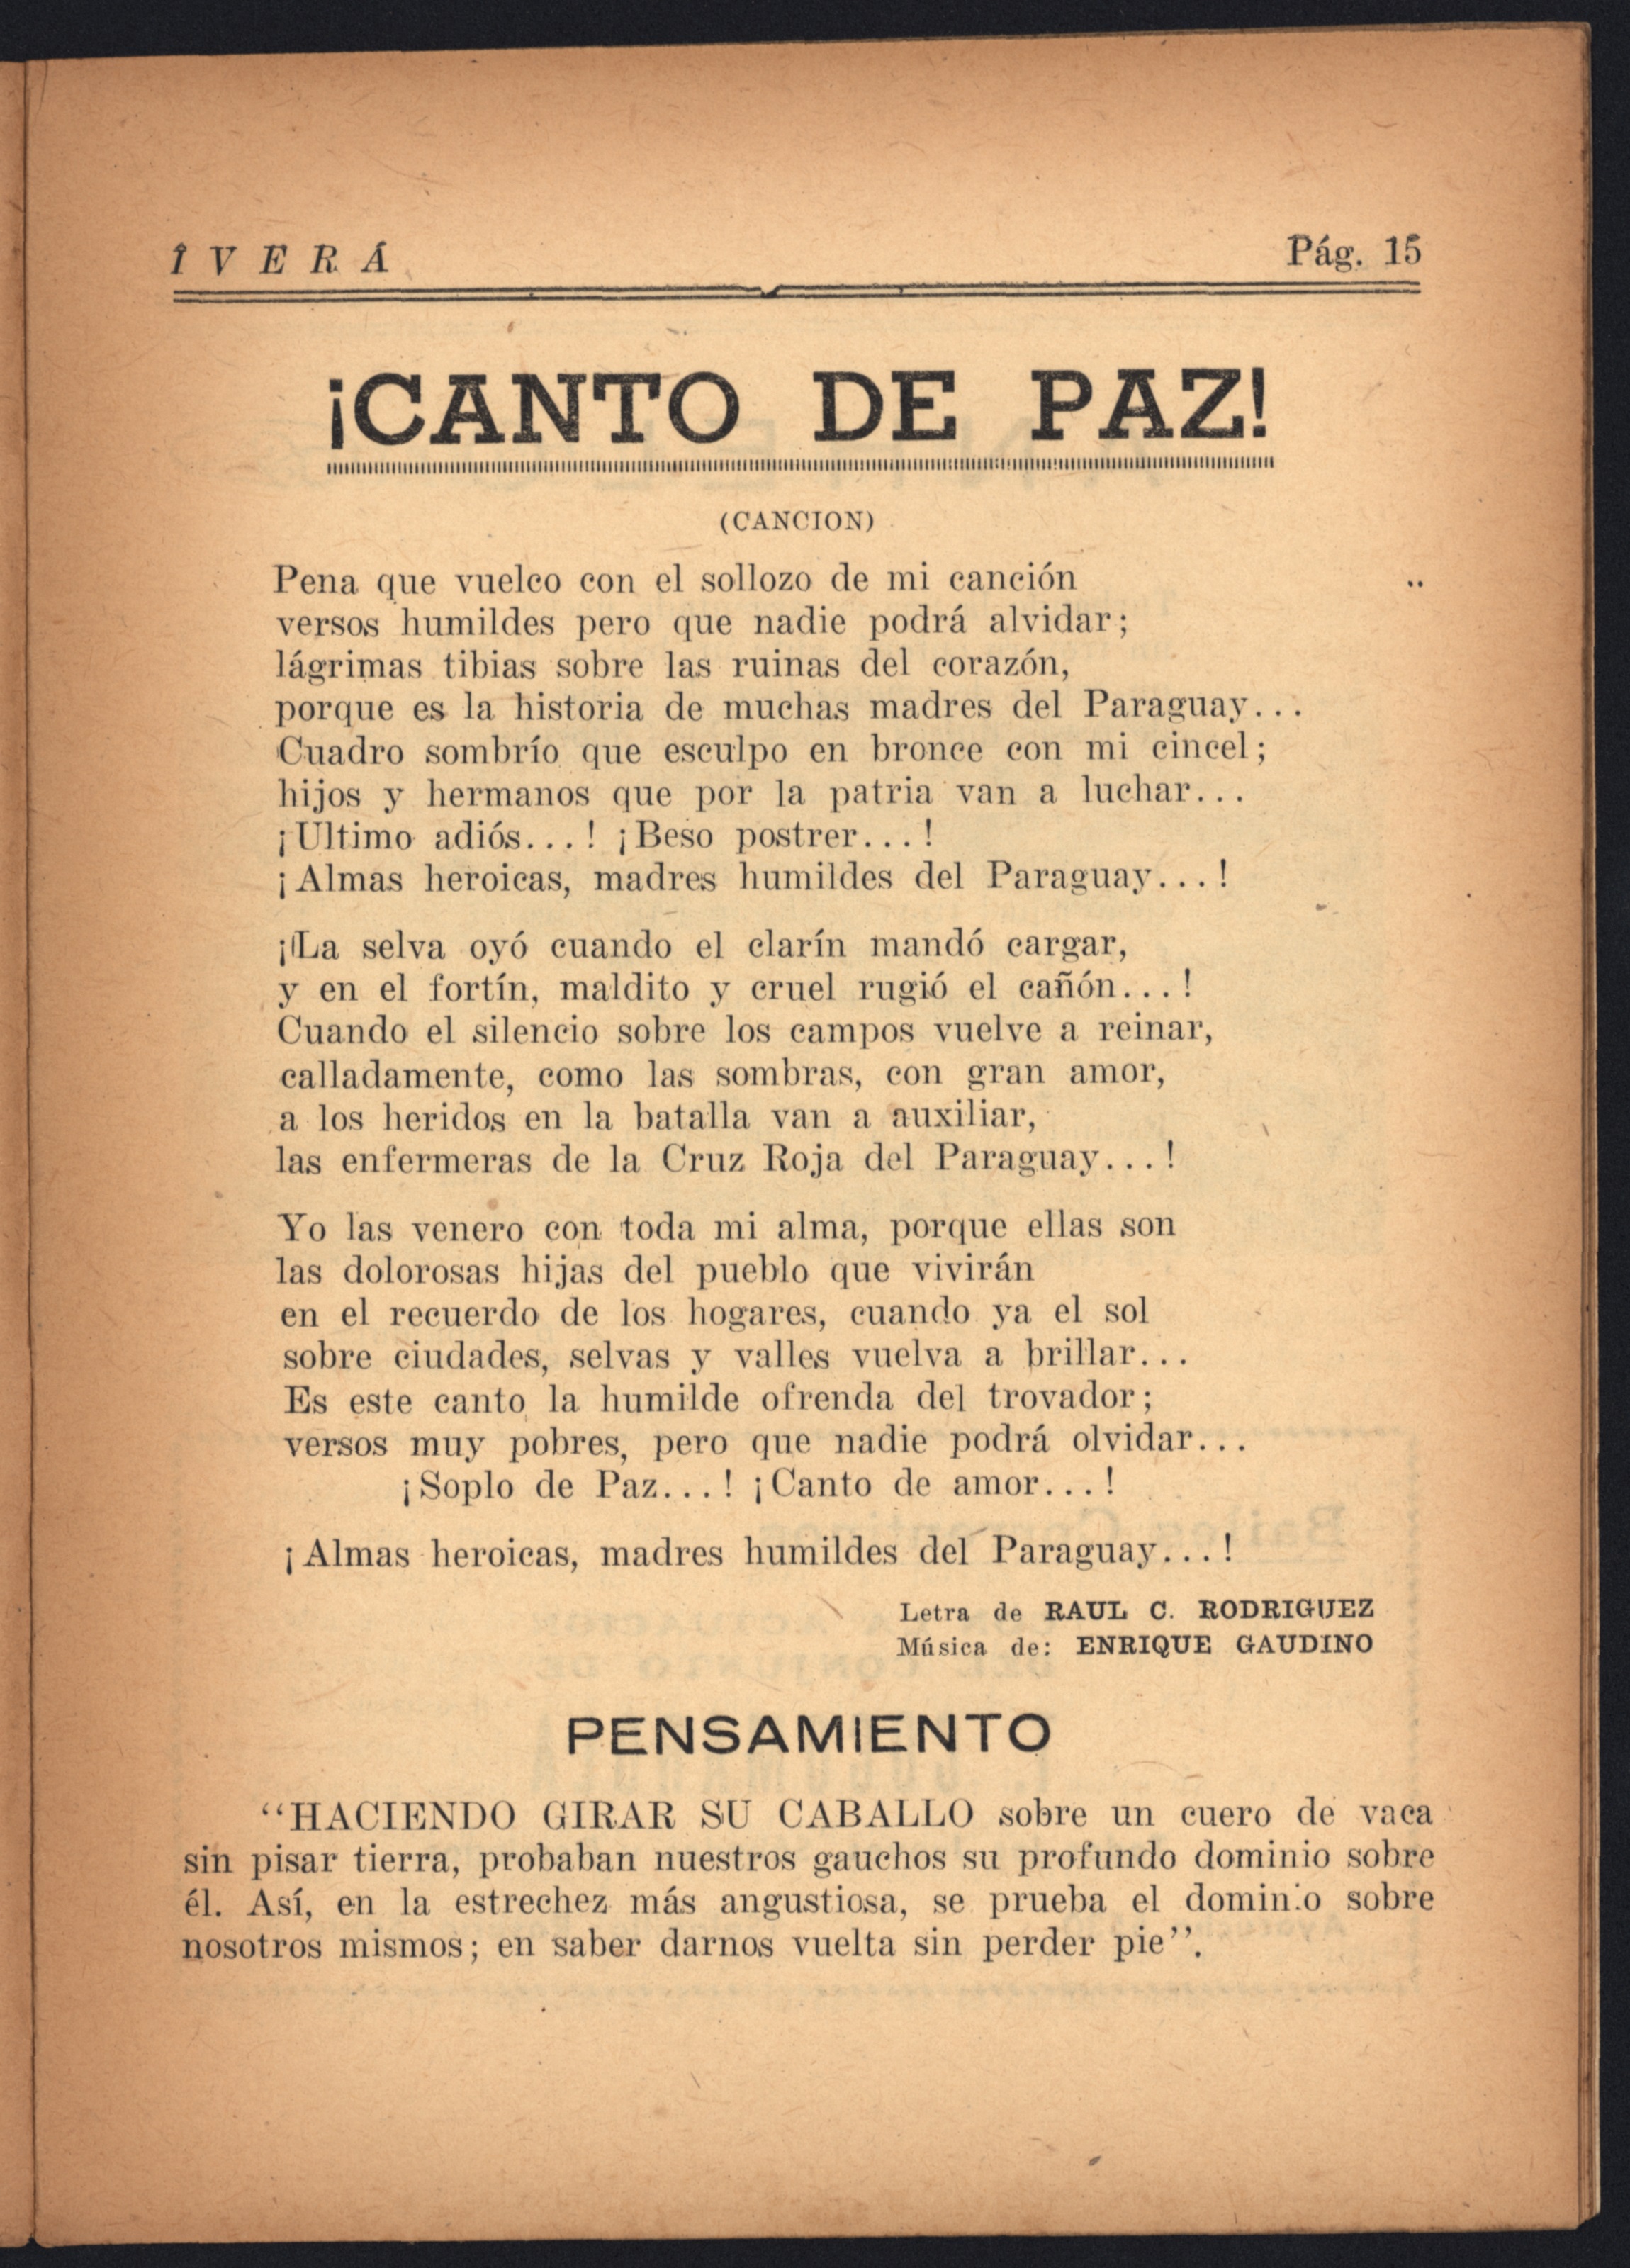 Î V E R Á
Pág. 15
¡CANTO DE PAZ!
(CANCION)
Pena que vuelco con el sollozo de mi canción
versos humildes pero que nadie podrá alvidar;
lágrimas tibias sobre las ruinas del corazón,
porque es la historia de muchas madres del Paraguay...
Cuadro sombrío que esculpo en bronce con mi cincel;
hijos y hermanos que por la patria van a luchar...
¡Ultimo adiós...! ¡Beso postrer...!
¡Almas heroicas, madres humildes del Paraguay...!
¡La selva oyó cuando el clarín mandó cargar,
y en el fortín, maldito y cruel rugió el cañón...!
Cuando el silencio sobre los campos vuelve a reinar,
calladamente, como las sombras, con gran amor,
a los heridos en la batalla van a auxiliar,
las enfermeras de la Cruz Roja del Paraguay...!
Yo las venero con toda mi alma, porque ellas son
las dolorosas hijas del pueblo que vivirán
en el recuerdo de los hogares, cuando ya el sol
sobre ciudades, selvas y valles vuelva a brillar...
Es este canto la humilde ofrenda del trovador;
versos muy pobres, pero que nadie podrá olvidar...
¡Soplo de Paz...! ¡Canto de amor...!
¡Almas heroicas, madres humildes del Paraguay...!
Letra de RAUL C. RODRIGUEZ
Música de: ENRIQUE GAUDINO
PENSAMIENTO
"HACIENDO GIRAR SU CABALLO sobre un cuero de vaca
sin pisar tierra, probaban nuestros gauchos su profundo dominio sobre
él. Así, en la estrechez más angustiosa, se prueba el dominio sobre
nosotros mismos; en saber darnos vuelta sin perder pie".